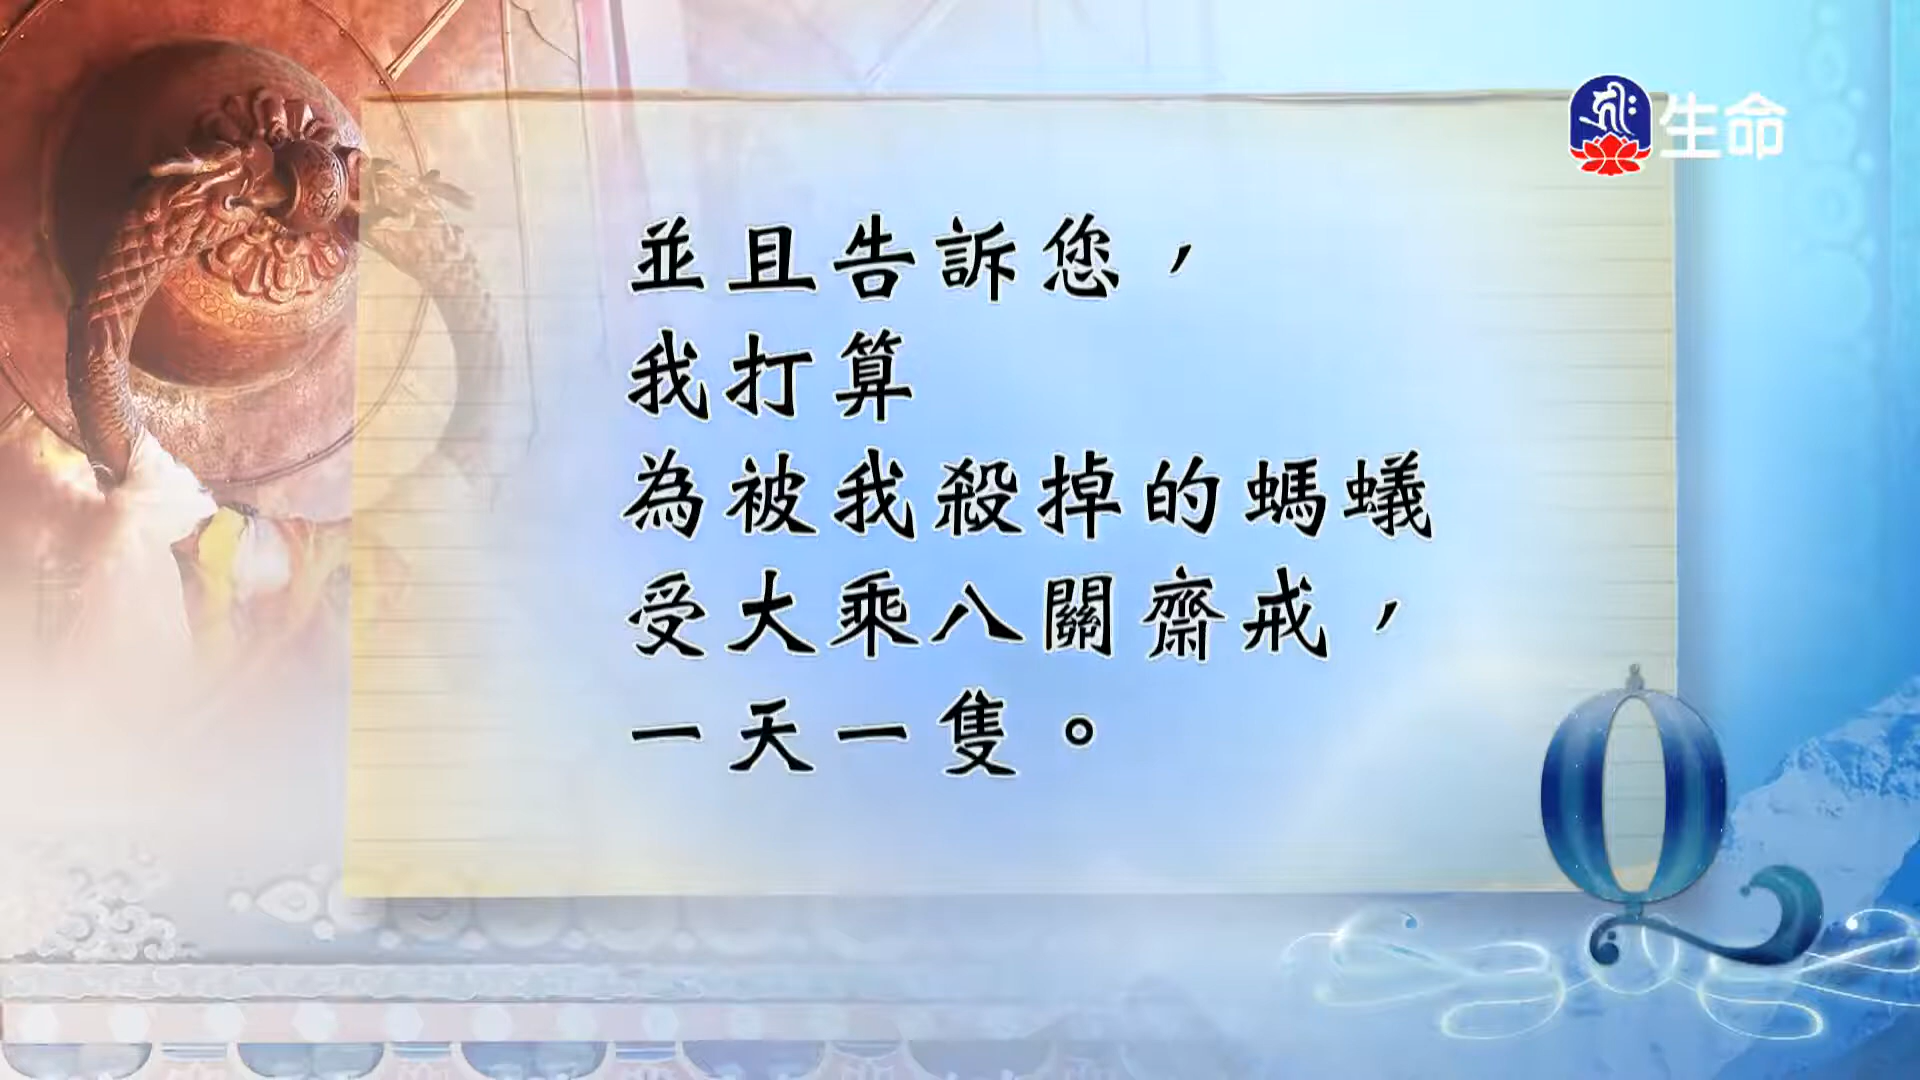 生命
並且告訴您，
我打算
為被我殺掉的螞蟻
受大乘八關齋戒，
一天一隻。
Q